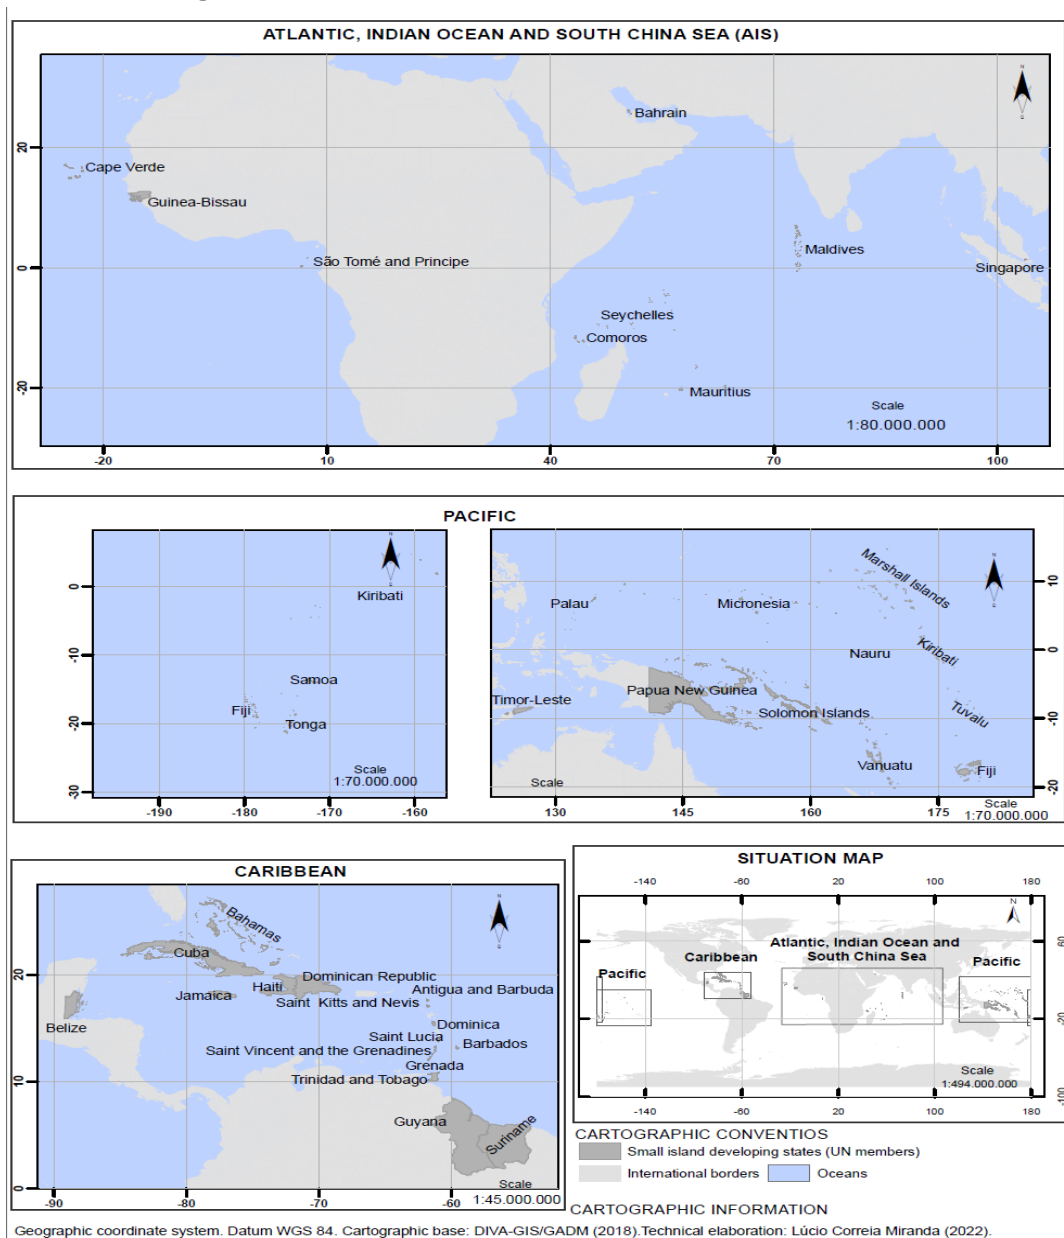 ATLANTIC, INDIAN OCEAN AND SOUTH CHINA SEA (AIS)
N
Bahrain
20
Cape Verde
Guinea-Bissau
Maldives
São Tomé and Principe
0
Singapore
Seychelles
Comoros
-20
Mauritius
Scale
1:80.000.000
-20 10 40 70 100
PACIFIC
0
Kiribati
-10
Samoa
Fiji
-20
Tonga
Scale
1:70.000.000
-30
-190 -180 -170 -160
Marshall Islands
10
Palau
Micronesia
Kiribati
Nauru
0
Papua New Guinea
Timor-Leste
Solomon Islands
Tuvalu
-10
Vanuatu
Fiji
Scale
-20
130 145 160 175
Scale
1:70.000.000
CARIBBEAN
Bahamas
Cuba
20
Dominican Republic
Haiti
Antigua and Barbuda
Jamaica
Saint Kitts and Nevis
Belize
Dominica
Saint Lucia
Barbados
Saint Vincent and the Grenadines
Grenada
10
Trinidad and Tobago
Guyana
Suriname
Scale
1:45.000.000
0
-90 -80 -70 -60
SITUATION MAP
-140 -60 20 100 180
N
60
Atlantic, Indian Ocean and
South China Sea
Caribbean
Pacific
Pacific
-20
Scale
1:494.000.000
-100
-140 -60 20 100 180
CARTOGRAPHIC CONVENTIOS
Small island developing states (UN members)
International borders
Oceans
CARTOGRAPHIC INFORMATION
Geographic coordinate system. Datum WGS 84. Cartographic base: DIVA-GIS/GADM (2018).Technical elaboration: Lúcio Correia Miranda (2022).